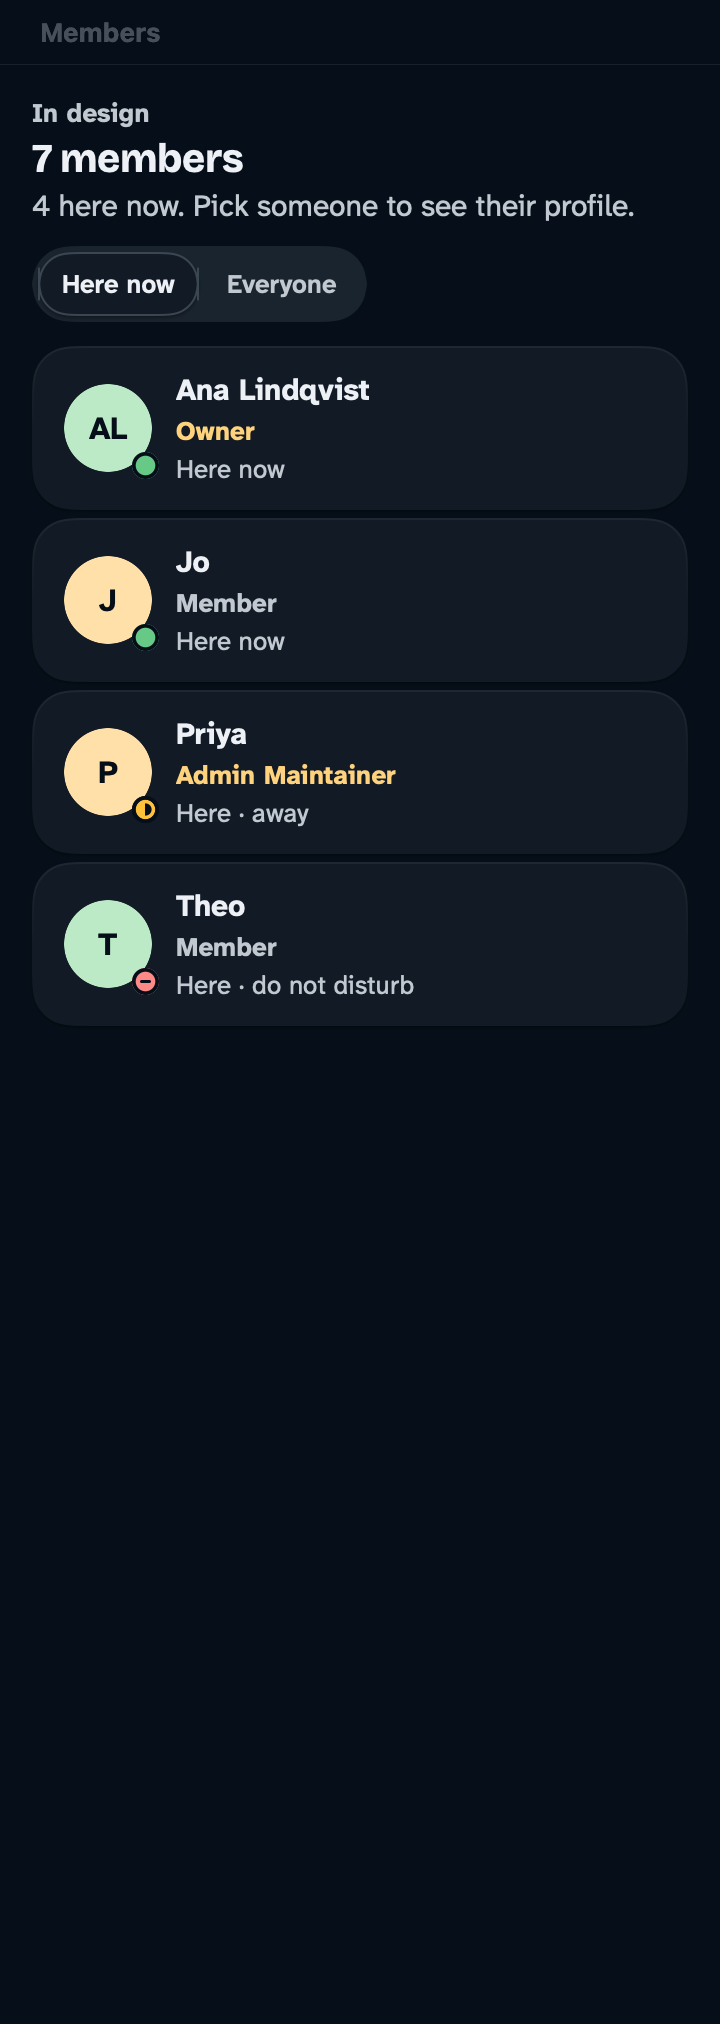 Members
In design
7 members
4 here now. Pick someone to see their profile.
Here now Everyone
AL
Ana Lindqvist
Owner
Here now
J
Jo
Member
Here now
P
Priya
Admin Maintainer
Here · away
T
Theo
Member
Here · do not disturb